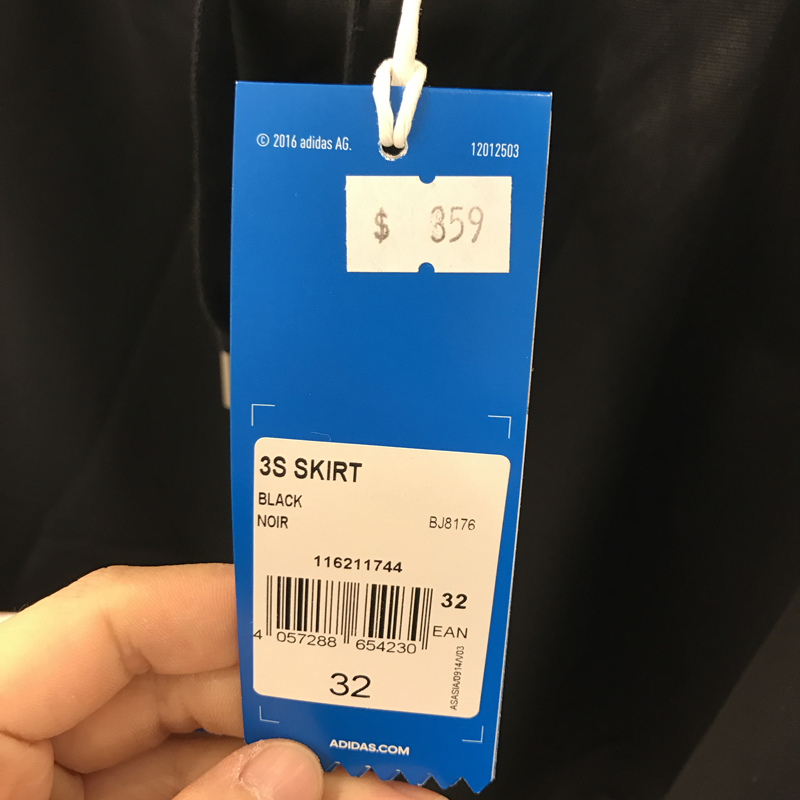 © 2016 adidas AG.
12012503
$ 359
3S SKIRT
BLACK
NOIR
BJ8176
116211744
32
EAN
4 057288 654230
32
ASASIA/0914/V03
ADIDAS.COM